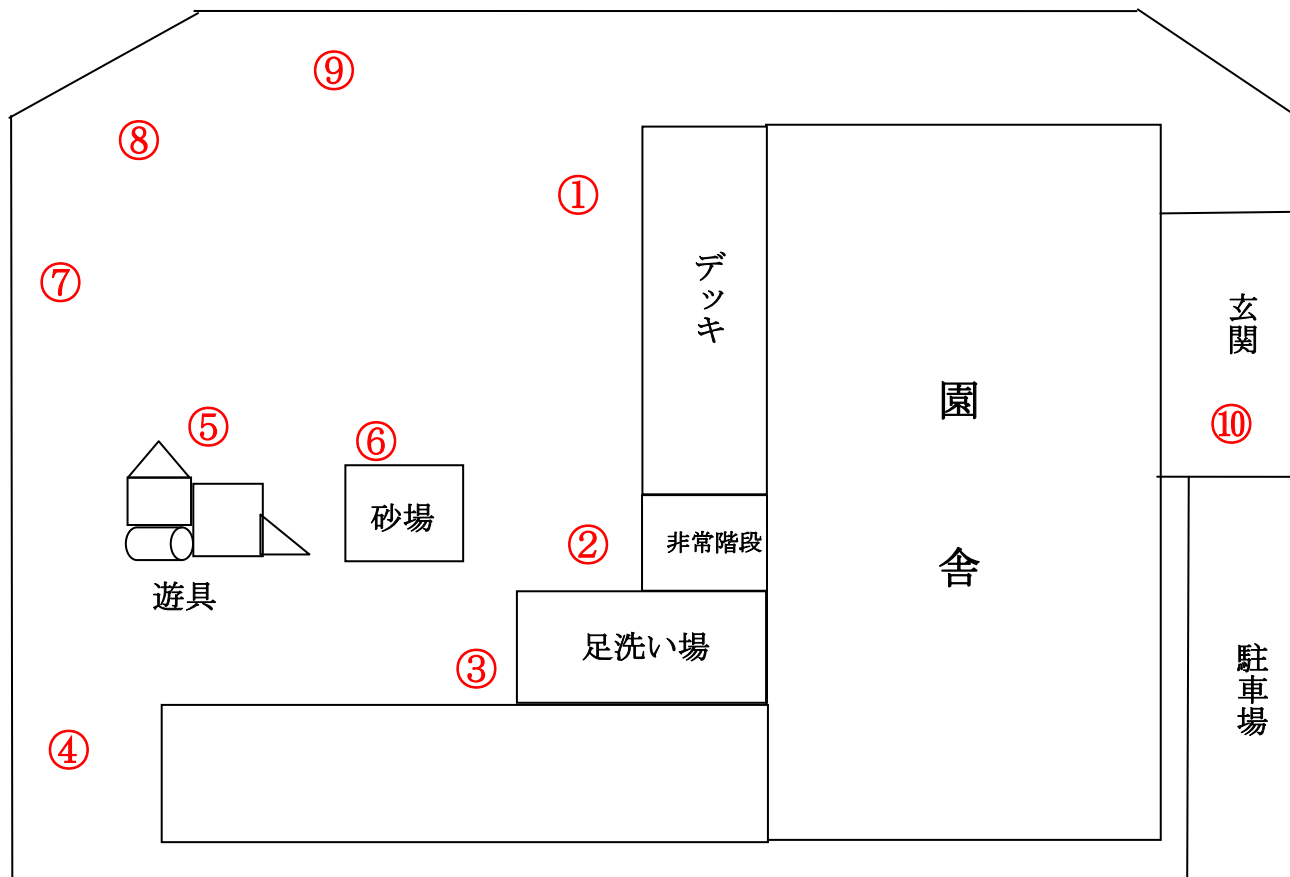 ⑨
⑧
①
⑦
デッキ
玄関
園舎
⑤
⑥
⑩
砂場
②
非常階段
遊具
足洗い場
③
駐車場
④